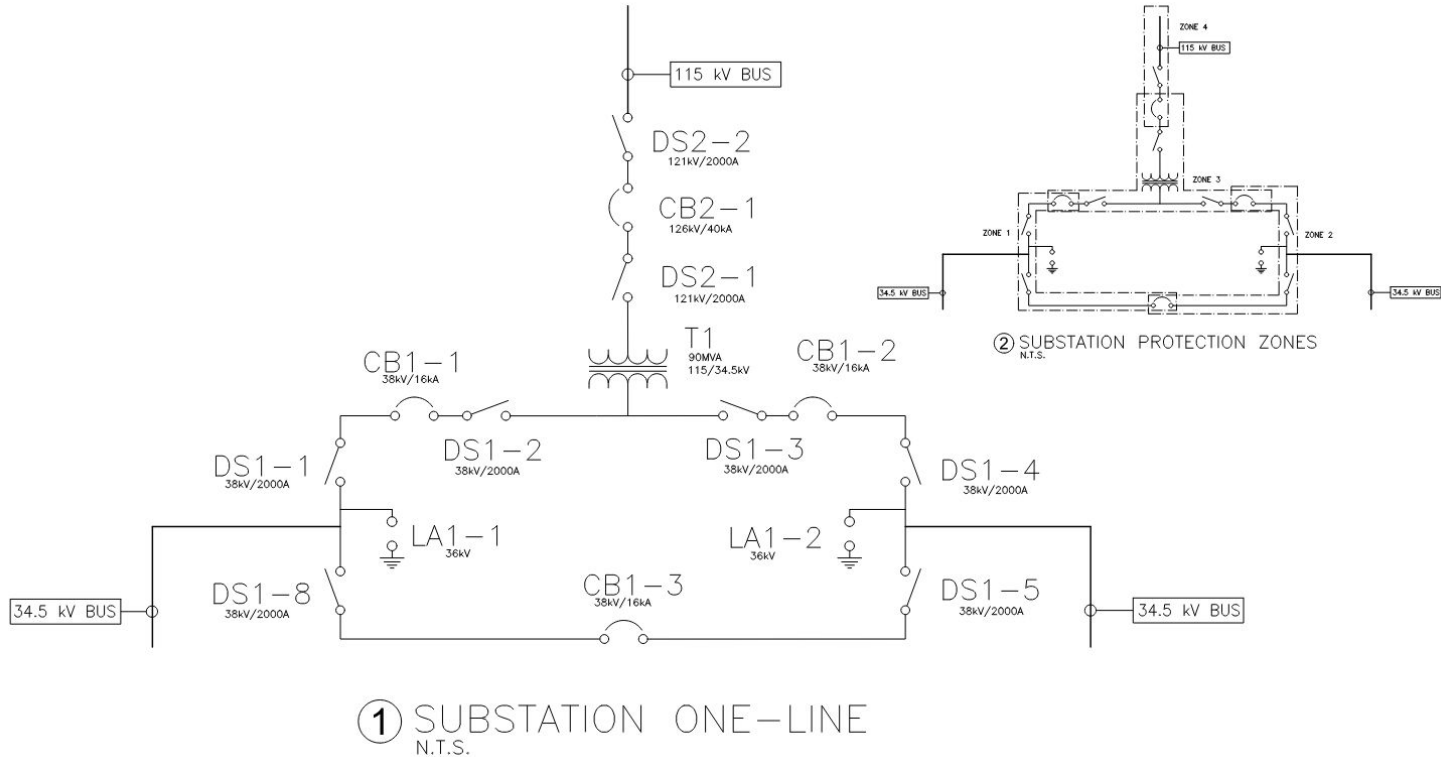 115 kV BUS
DS2-2
121kV/2000A
CB2-1
126kV/40kA
DS2-1
121kV/2000A
T1
90MVA
115/34.5kV
CB1-1
38kV/16kA
CB1-2
38kV/16kA
DS1-2
38kV/2000A
DS1-3
38kV/2000A
DS1-1
38kV/2000A
DS1-4
38kV/2000A
LA1-1
36kV
LA1-2
36kV
DS1-8
38kV/2000A
CB1-3
38kV/16kA
DS1-5
38kV/2000A
34.5 kV BUS
34.5 kV BUS
1 SUBSTATION ONE-LINE
N.T.S.
ZONE 4
115 kV BUS
ZONE 3
ZONE 1
ZONE 2
34.5 kV BUS
34.5 kV BUS
2 SUBSTATION PROTECTION ZONES
N.T.S.